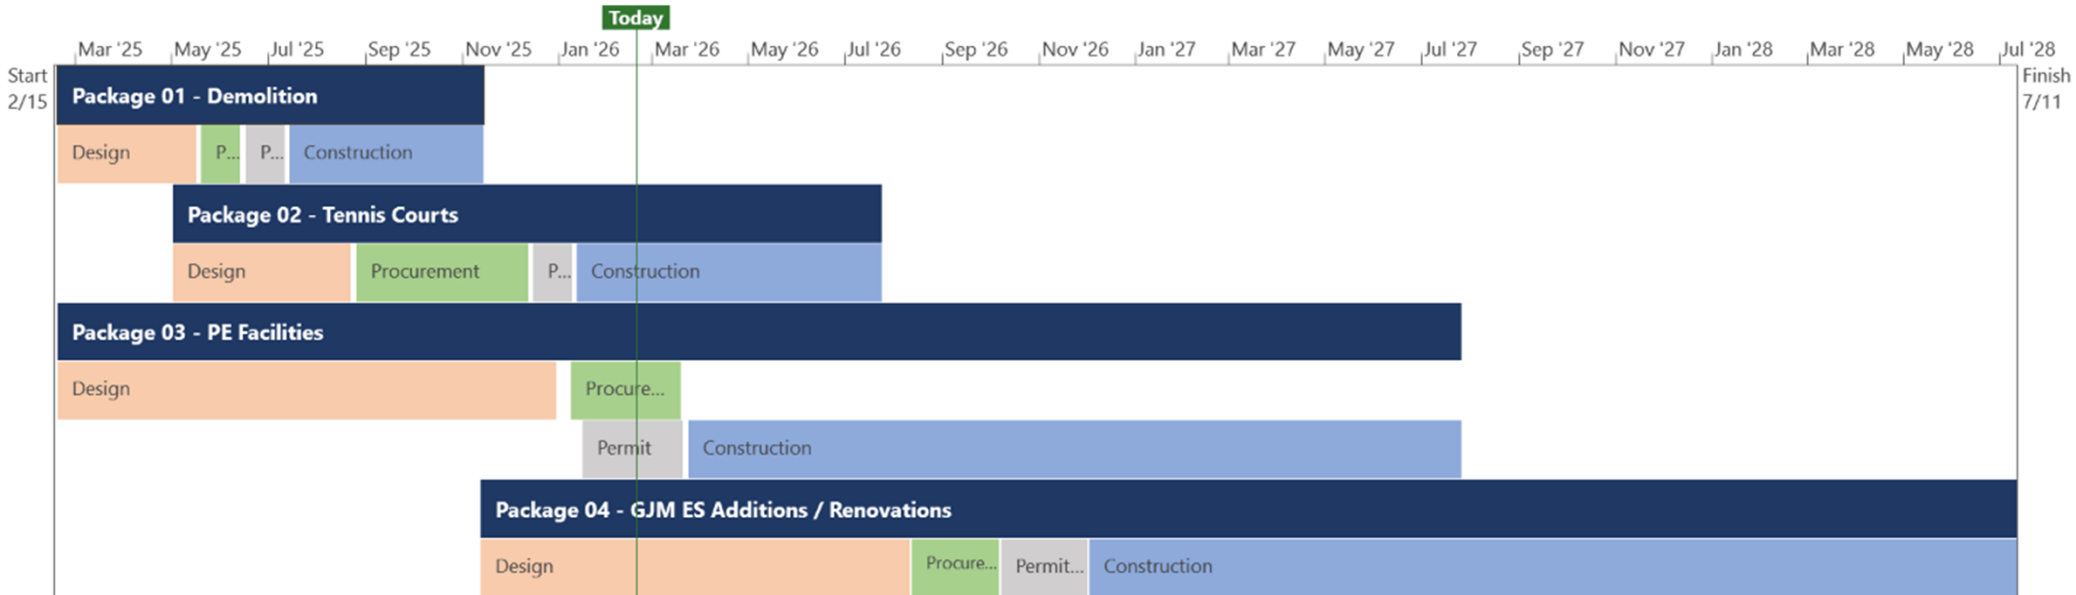 Today
Mar '25 May '25 Jul '25 Sep '25 Nov '25 Jan '26 Mar '26 May '26 Jul '26 Sep '26 Nov '26 Jan '27 Mar '27 May '27 Jul '27 Sep '27 Nov '27 Jan '28 Mar '28 May '28 Jul '28
Start
2/15
Finish
7/11
Package 01 - Demolition
Design P... P... Construction
Package 02 - Tennis Courts
Design Procurement P... Construction
Package 03 - PE Facilities
Design Procure...
Permit Construction
Package 04 - GJM ES Additions / Renovations
Design Procure... Permit... Construction